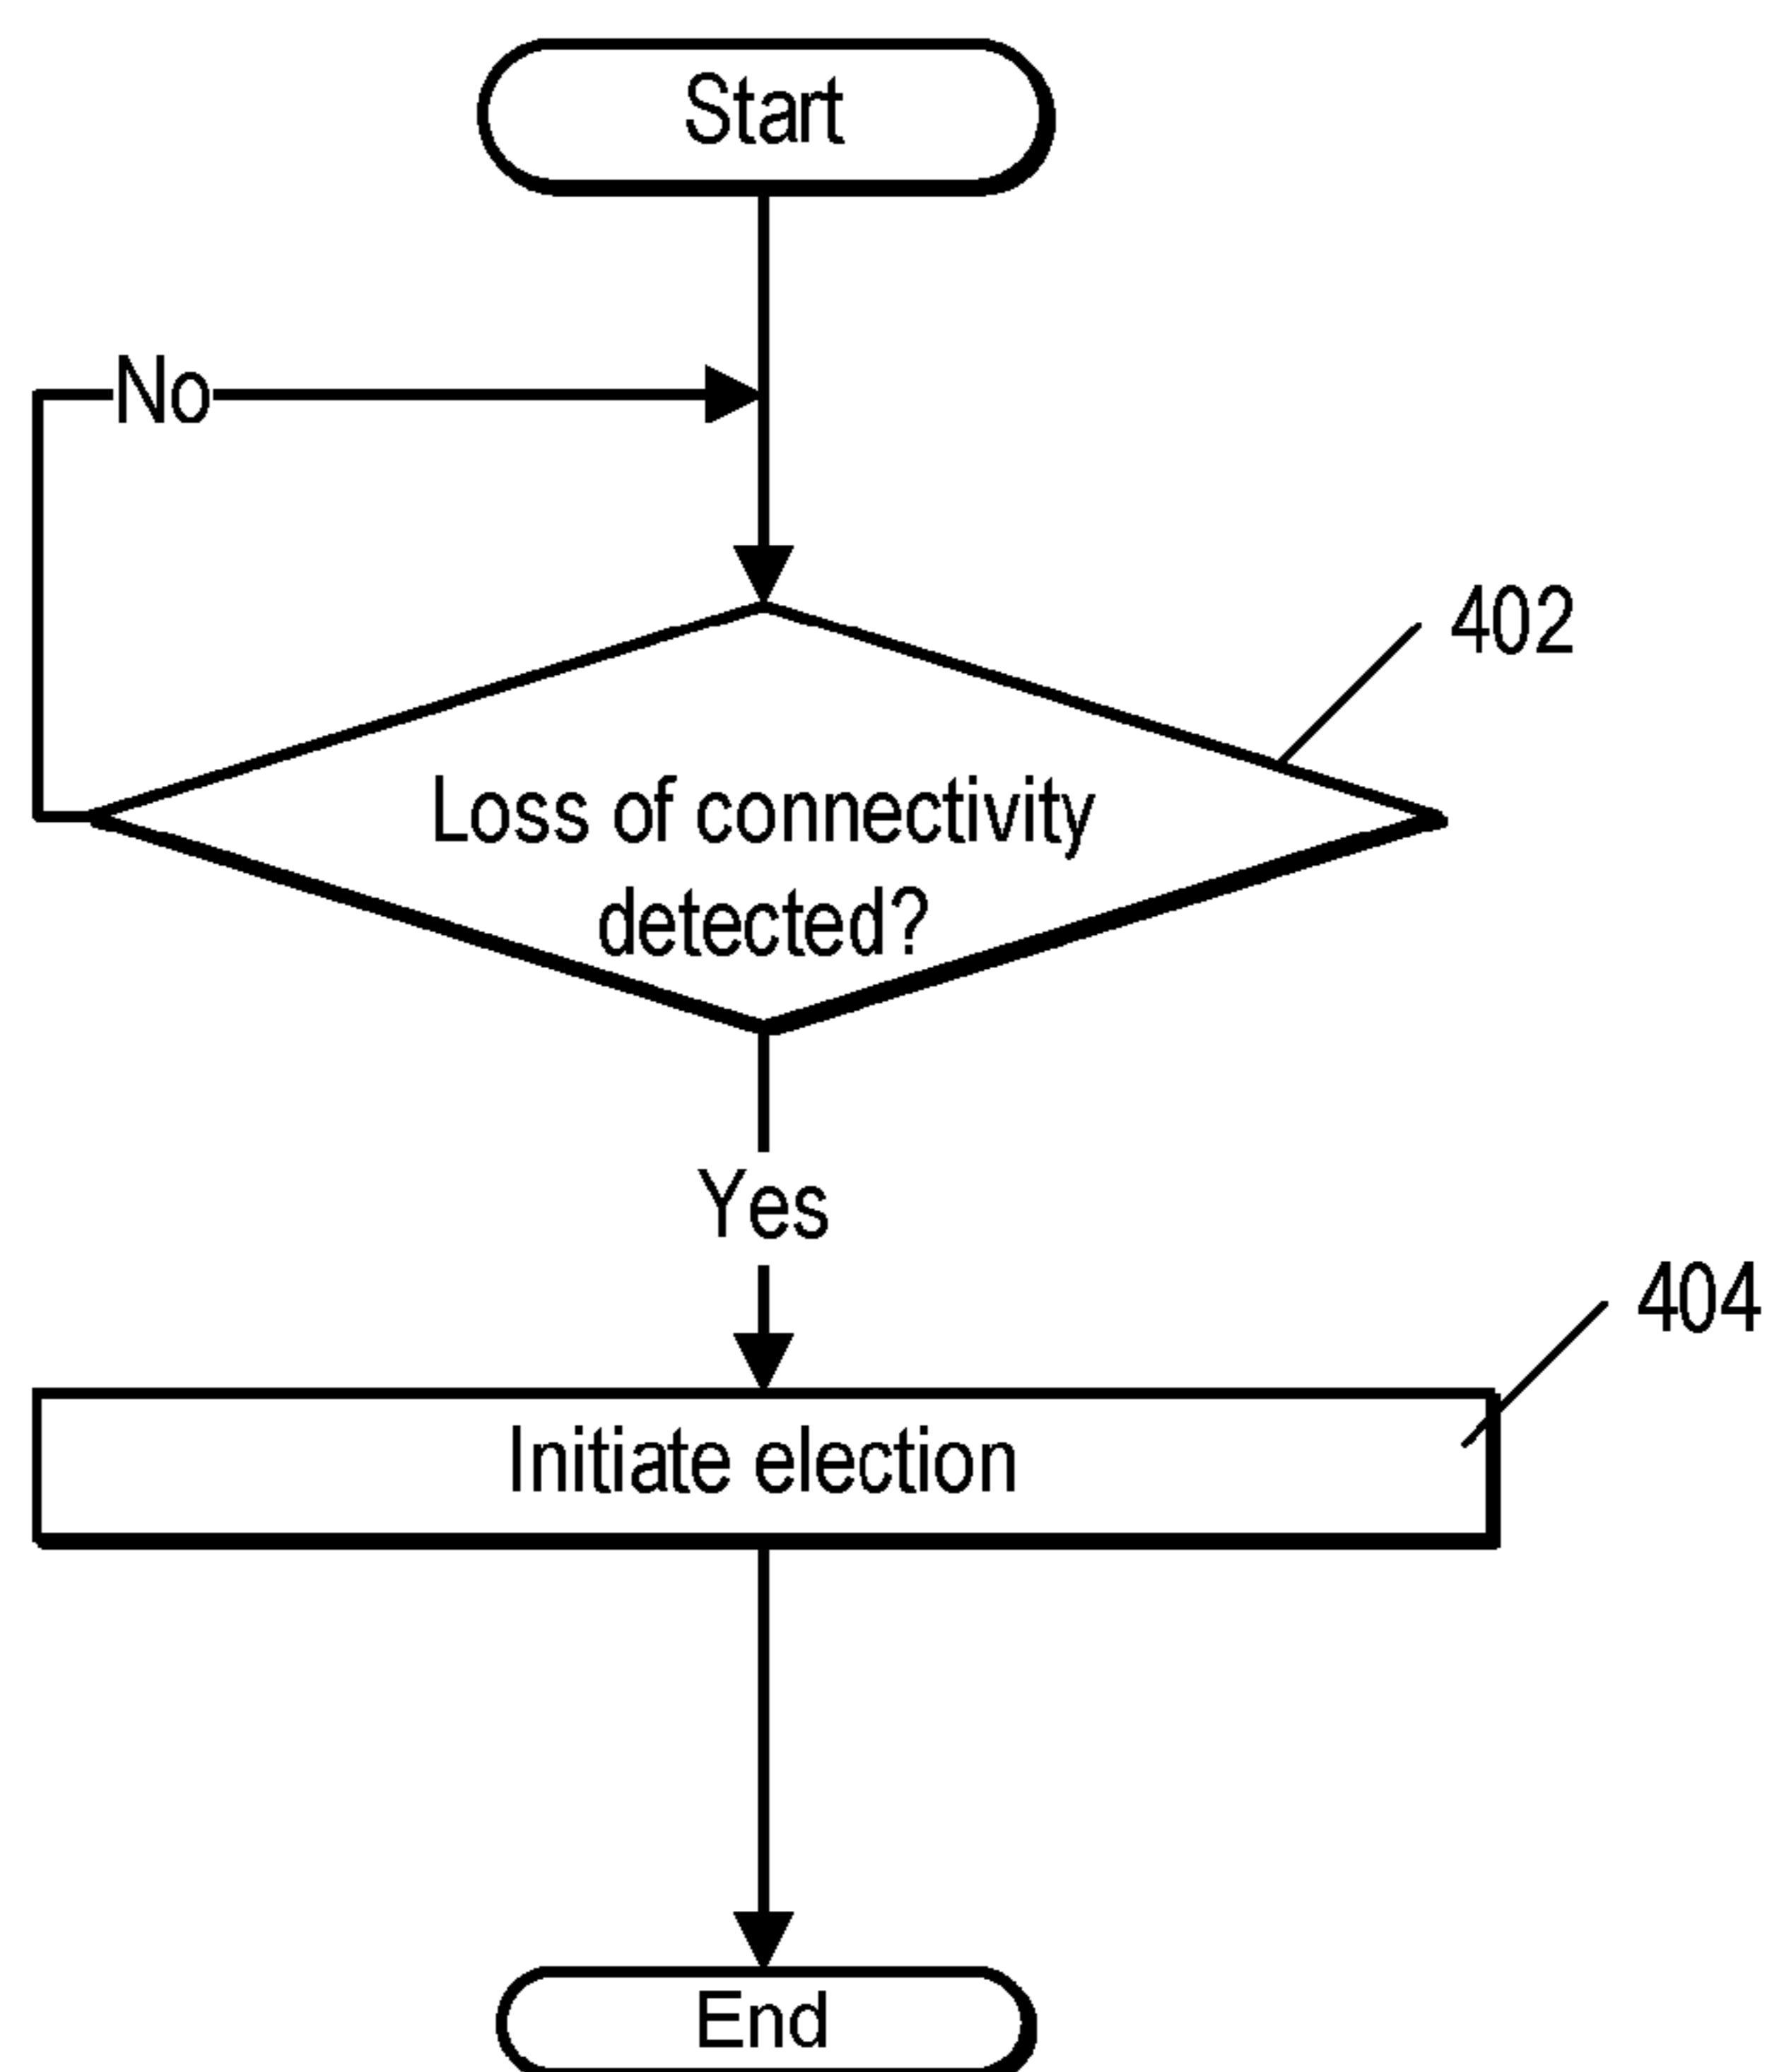 Start
No
402
Loss of connectivity
detected?
Yes
404
Initiate election
End